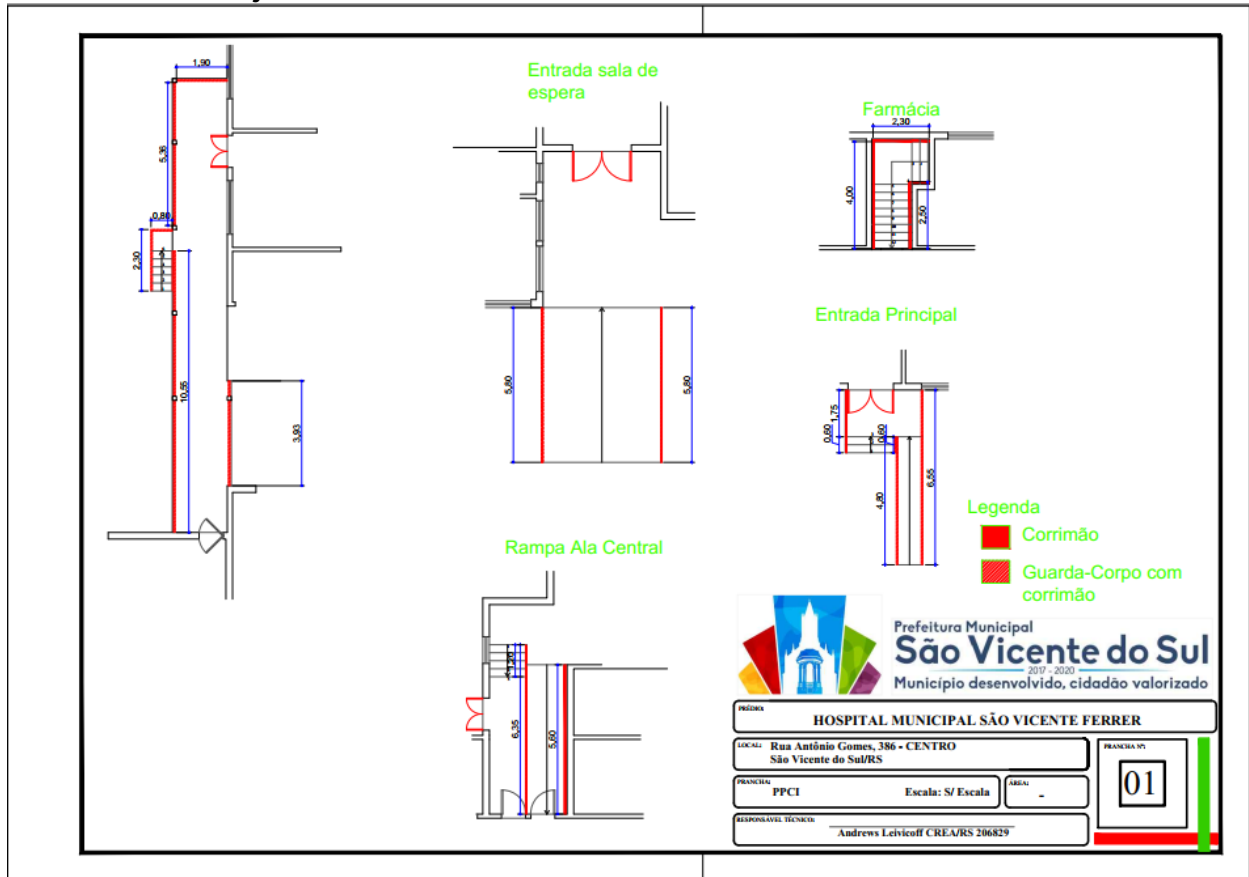 1,90
5,36
0,80
2,30
10,55
3,93
Entrada sala de
espera
5,80
5,80
Farmácia
2,30
4,00
2,50
Entrada Principal
1,75
0,60
0,60
4,80
6,55
Rampa Ala Central
1,20
6,35
5,60
Legenda
Corrimão
Guarda-Corpo com
corrimão
Prefeitura Municipal
São Vicente do Sul
2017 - 2020
Município desenvolvido, cidadão valorizado
PRÉDIO:
HOSPITAL MUNICIPAL SÃO VICENTE FERRER
LOCAL: Rua Antônio Gomes, 386 - CENTRO
São Vicente do Sul/RS
PRANCHA:
PPCI Escala: S/ Escala
ÁREA:
-
PRANCHA Nº:
01
RESPONSÁVEL TÉCNICO:
Andrews Leivicoff CREA/RS 206829